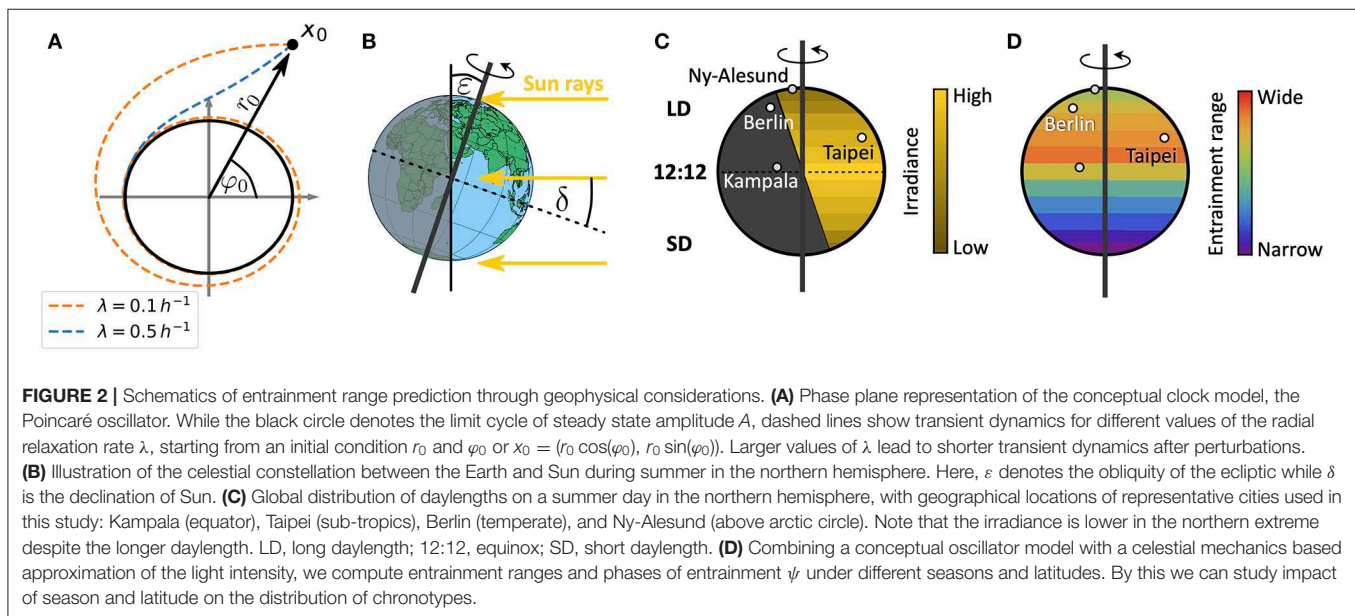 A
x₀
r₀
φ₀
λ = 0.1 h⁻¹
λ = 0.5 h⁻¹
B
ε
Sun rays
δ
C
Ny-Alesund
LD
Berlin
Taipei
12:12
Kampala
SD
High
Irradiance
Low
D
Berlin
Taipei
Wide
Entrainment range
Narrow
FIGURE 2 | Schematics of entrainment range prediction through geophysical considerations. (A) Phase plane representation of the conceptual clock model, the
Poincaré oscillator. While the black circle denotes the limit cycle of steady state amplitude A, dashed lines show transient dynamics for different values of the radial
relaxation rate λ, starting from an initial condition r₀ and φ₀ or x₀ = (r₀ cos(φ₀), r₀ sin(φ₀)). Larger values of λ lead to shorter transient dynamics after perturbations.
(B) Illustration of the celestial constellation between the Earth and Sun during summer in the northern hemisphere. Here, ε denotes the obliquity of the ecliptic while δ
is the declination of Sun. (C) Global distribution of daylengths on a summer day in the northern hemisphere, with geographical locations of representative cities used in
this study: Kampala (equator), Taipei (sub-tropics), Berlin (temperate), and Ny-Alesund (above arctic circle). Note that the irradiance is lower in the northern extreme
despite the longer daylength. LD, long daylength; 12:12, equinox; SD, short daylength. (D) Combining a conceptual oscillator model with a celestial mechanics based
approximation of the light intensity, we compute entrainment ranges and phases of entrainment ψ under different seasons and latitudes. By this we can study impact
of season and latitude on the distribution of chronotypes.